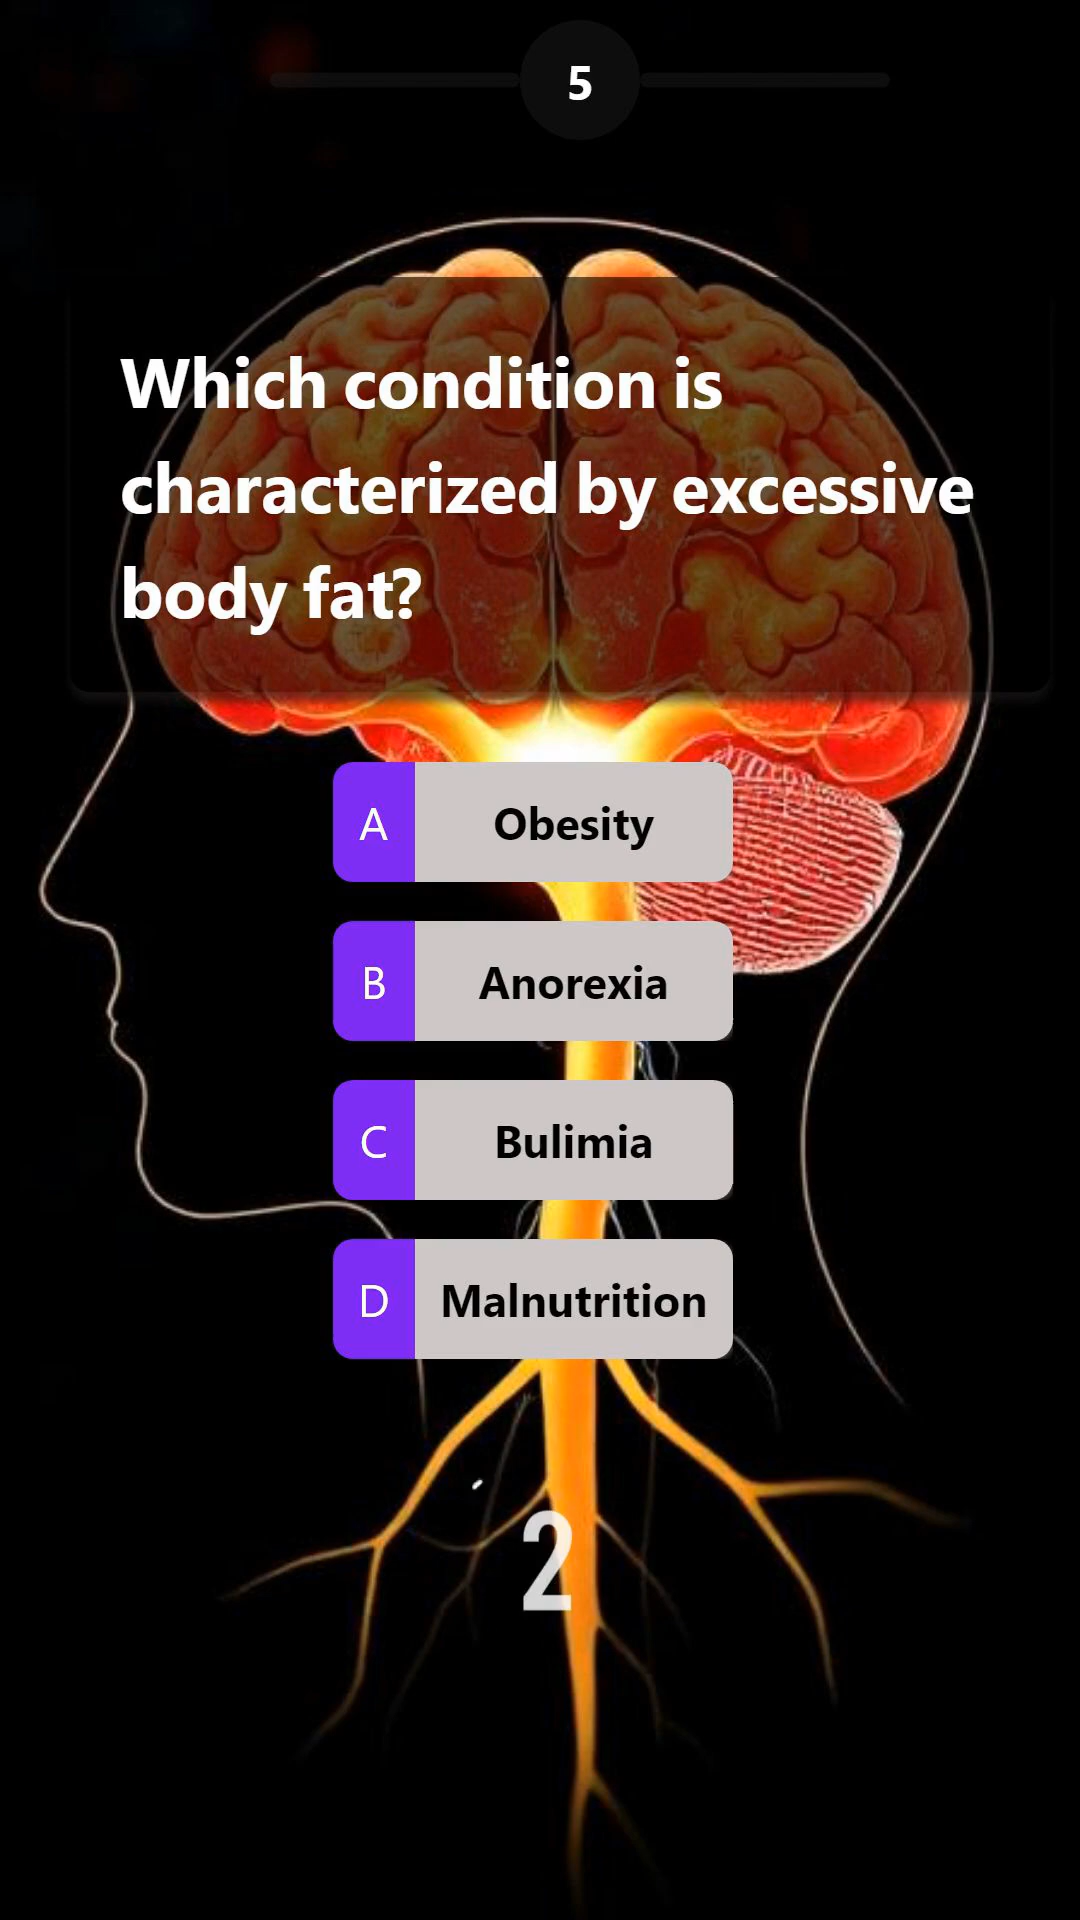 5
Which condition is
characterized by excessive
body fat?
A Obesity
B Anorexia
C Bulimia
D Malnutrition
2